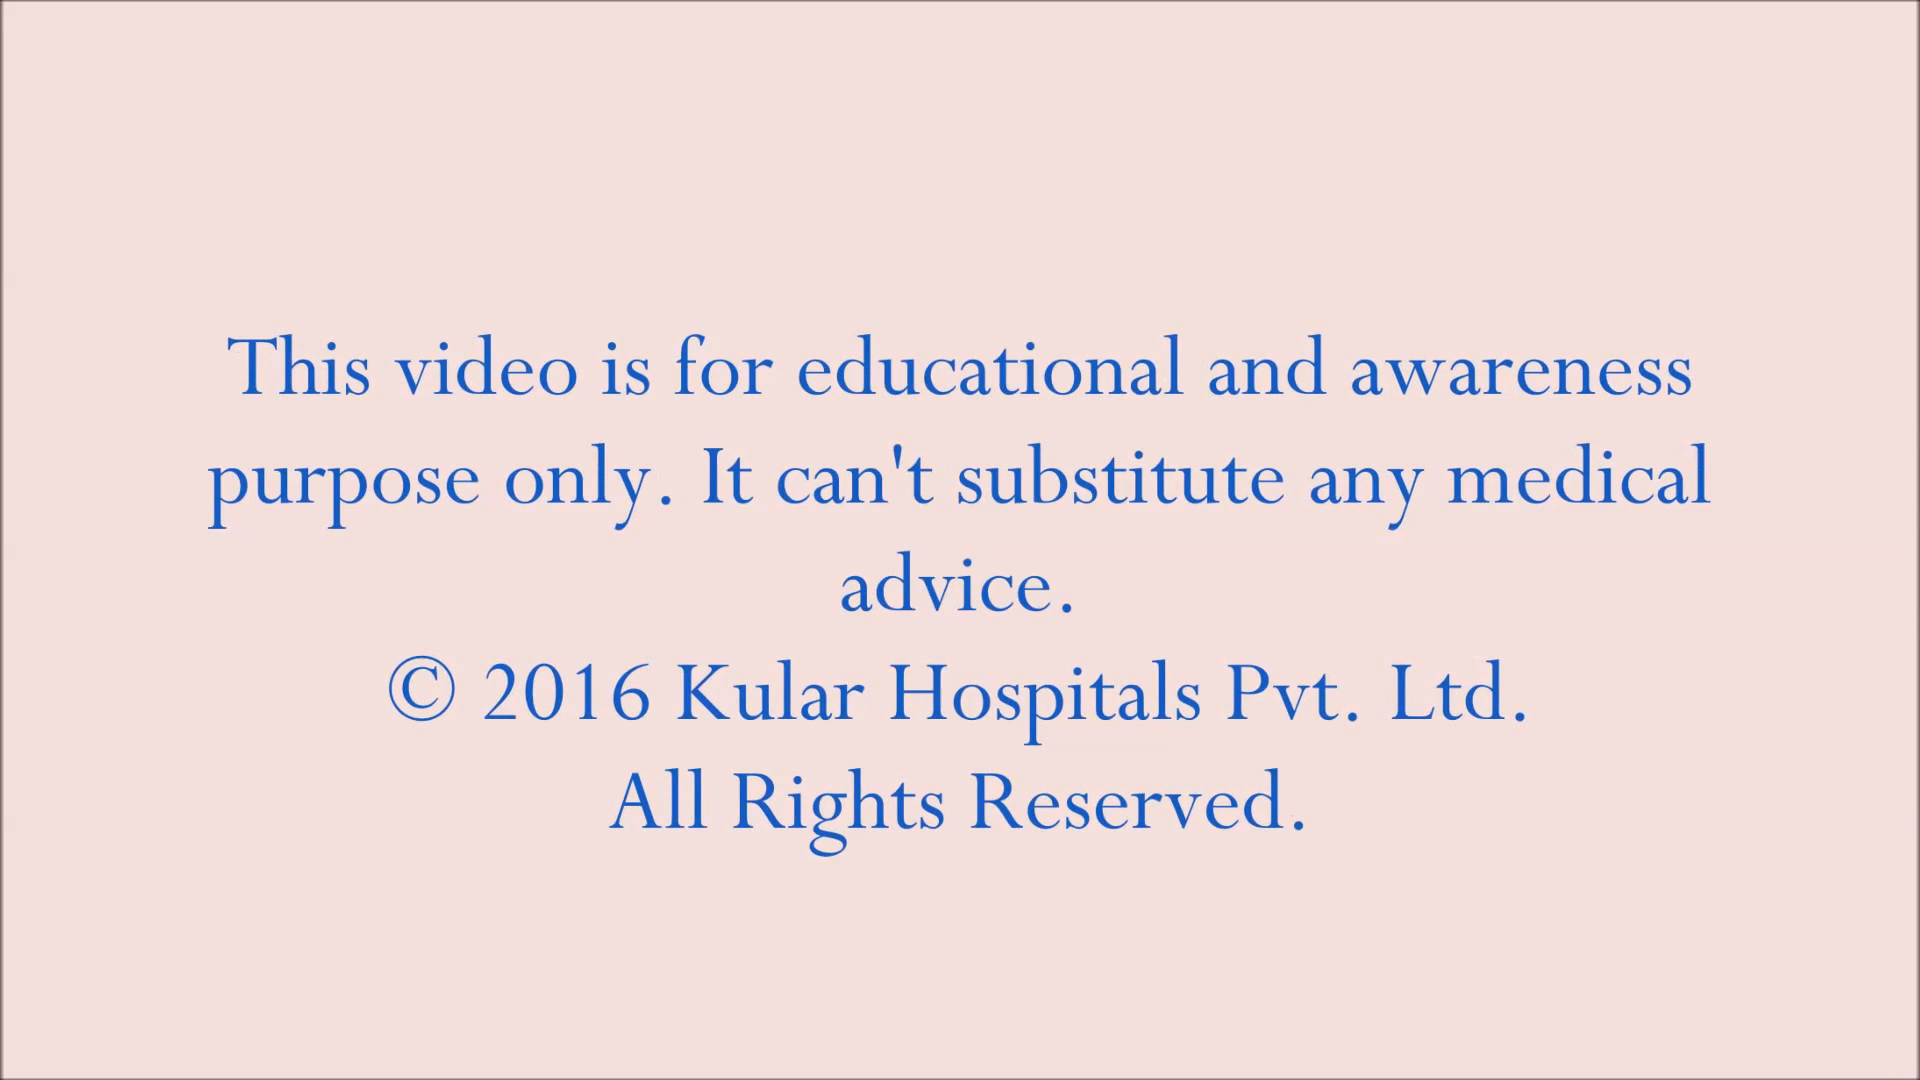 This video is for educational and awareness
purpose only. It can't substitute any medical
advice.
© 2016 Kular Hospitals Pvt. Ltd.
All Rights Reserved.